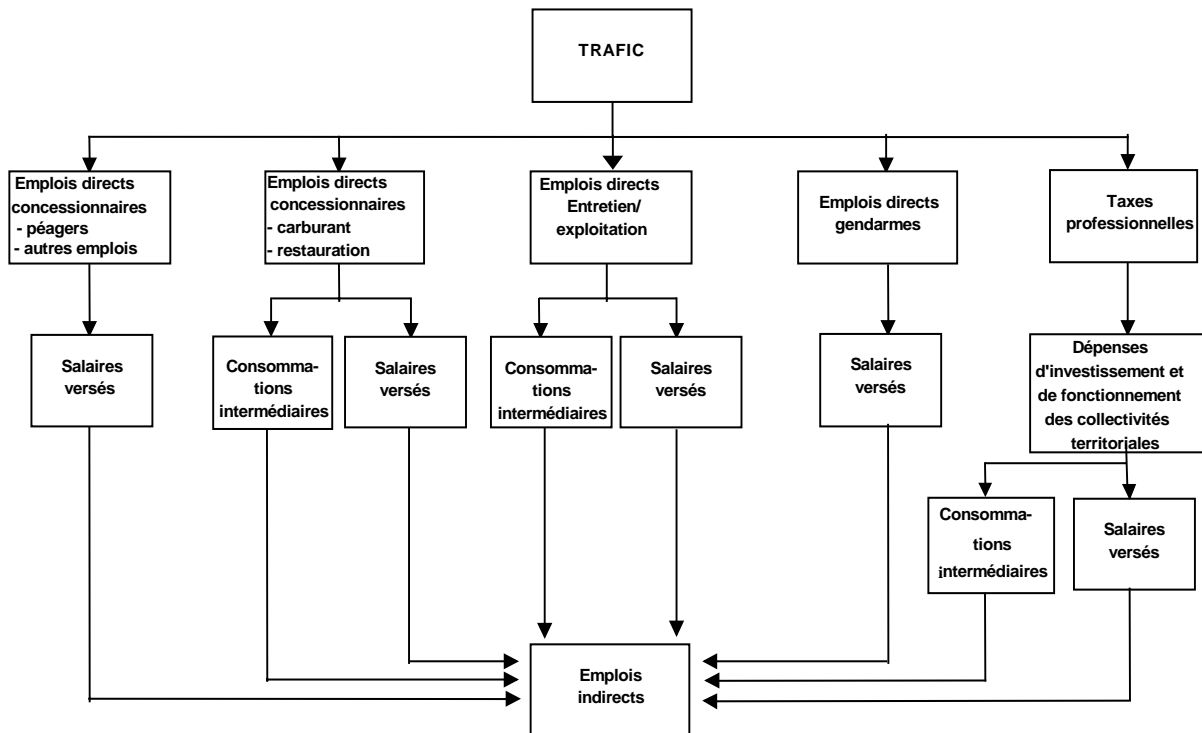 TRAFIC
Emplois directs
concessionnaires
- péagers
- autres emplois
Emplois directs
concessionnaires
- carburant
- restauration
Emplois directs
Entretien/
exploitation
Emplois directs
gendarmes
Taxes
professionnelles
Salaires
versés
Consomma-
tions
intermédiaires
Salaires
versés
Consomma-
tions
intermédiaires
Salaires
versés
Salaires
versés
Dépenses
d'investissement et
de fonctionnement
des collectivités
territoriales
Consomma-
tions
intermédiaires
Salaires
versés
Emplois
indirects